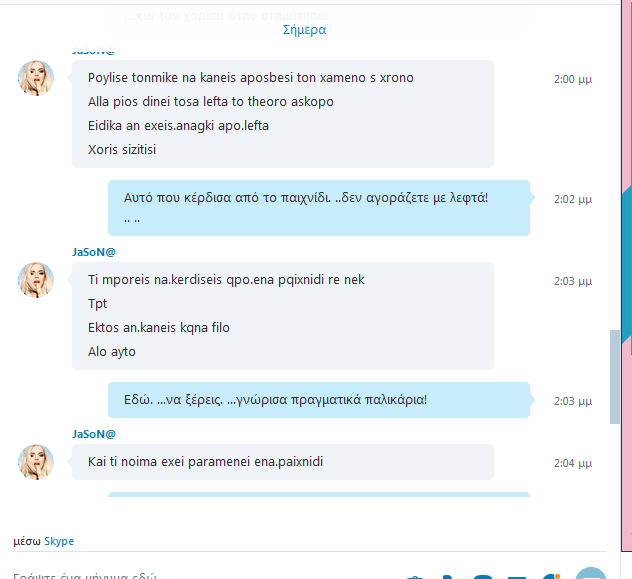 ...και τον χάρισα όταν σταμάτησα!
Σήμερα
JaSoN@
Poylise tonmike na kaneis aposbesi ton xameno s xrono
2:00 μμ
Alla pios dinei tosa lefta to theoro askopo
Eidika an exeis.anagki apo.lefta
Xoris sizitisi
Αυτό που κέρδισα από το παιχνίδι. ..δεν αγοράζετε με λεφτά!
2:02 μμ
.. ..
JaSoN@
Ti mporeis na.kerdiseis qpo.ena pqixnidi re nek
2:03 μμ
Tpt
Ektos an.kaneis kqna filo
Alo ayto
Εδώ. ...να ξέρεις. ...γνώρισα πραγματικά παλικάρια!
2:03 μμ
JaSoN@
Kai ti noima exei paramenei ena.paixnidi
2:04 μμ
μέσω Skype
Γράψτε ένα μήνυμα εδώ